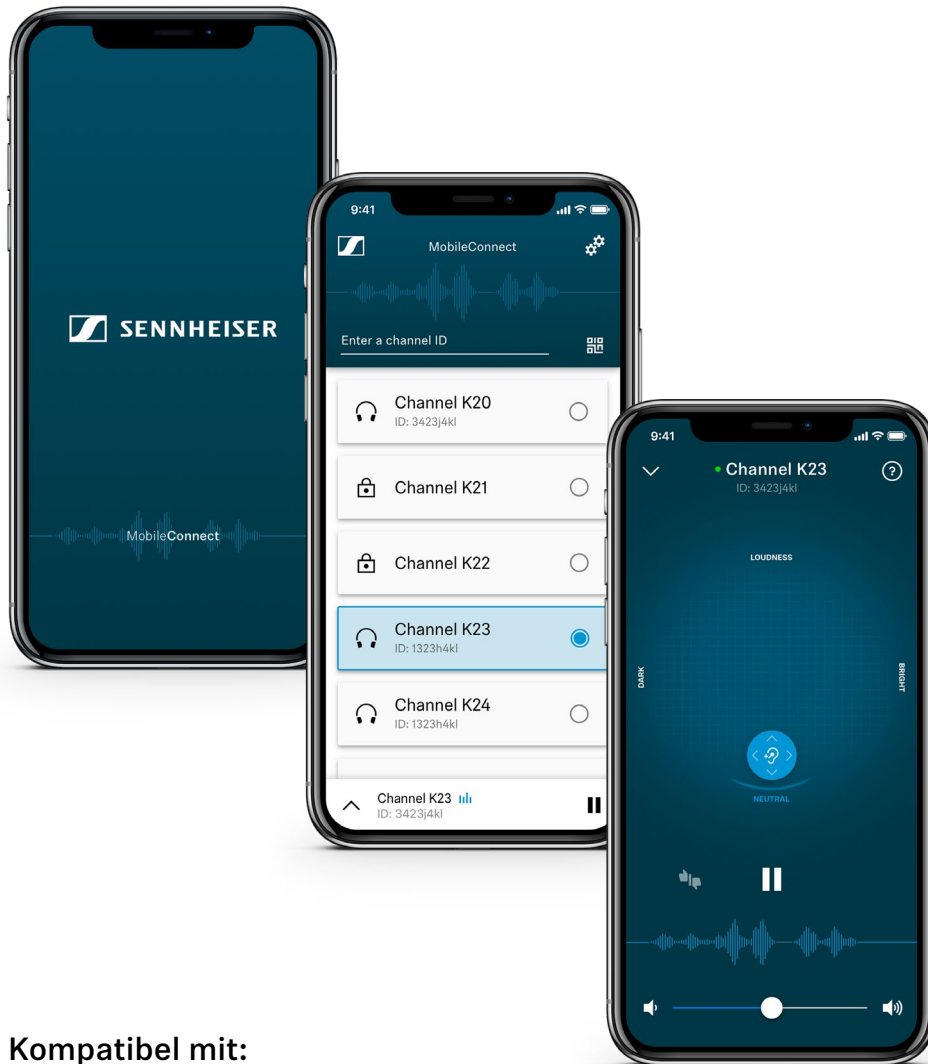 SENNHEISER
MobileConnect
9:41
MobileConnect
Enter a channel ID
Channel K20
ID: 3423j4kl
Channel K21
Channel K22
Channel K23
ID: 1323h4kl
Channel K24
ID: 1323h4kl
Channel K23
ID: 3423j4kl
9:41
Channel K23
ID: 3423j4kl
?
LOUDNESS
DARK
BRIGHT
NEUTRAL
Kompatibel mit: